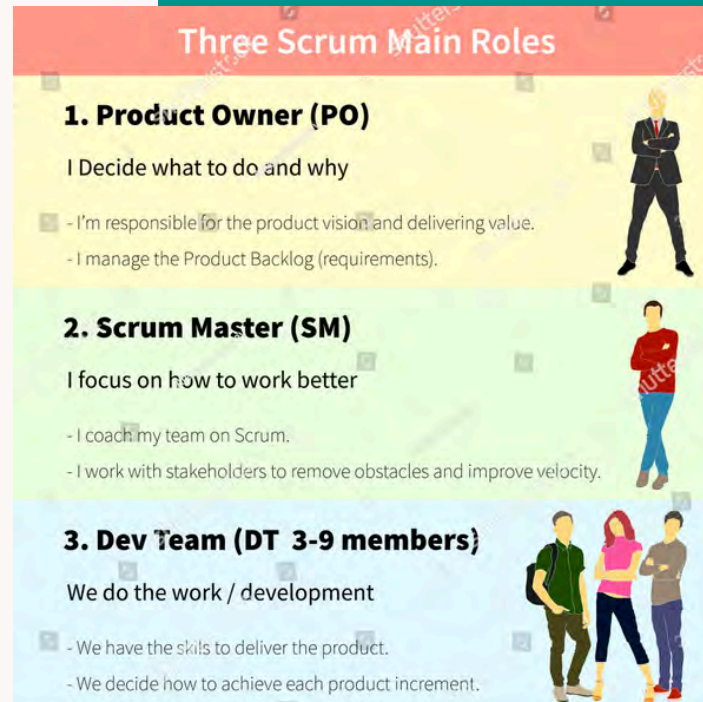 Three Scrum Main Roles
1. Product Owner (PO)
I Decide what to do and why
- I'm responsible for the product vision and delivering value.
- I manage the Product Backlog (requirements).
2. Scrum Master (SM)
I focus on how to work better
- I coach my team on Scrum.
- I work with stakeholders to remove obstacles and improve velocity.
3. Dev Team (DT 3-9 members)
We do the work / development
- We have the skils to deliver the product.
- We decide how to achieve each product increment.